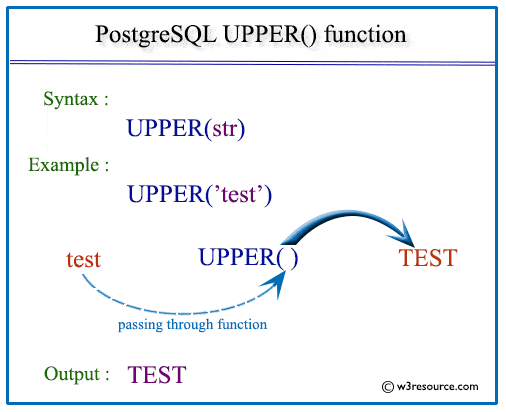 PostgreSQL UPPER() function
Syntax :
UPPER(str)
Example :
UPPER(’test’)
test UPPER( ) TEST
passing through function
Output : TEST
© w3resource.com